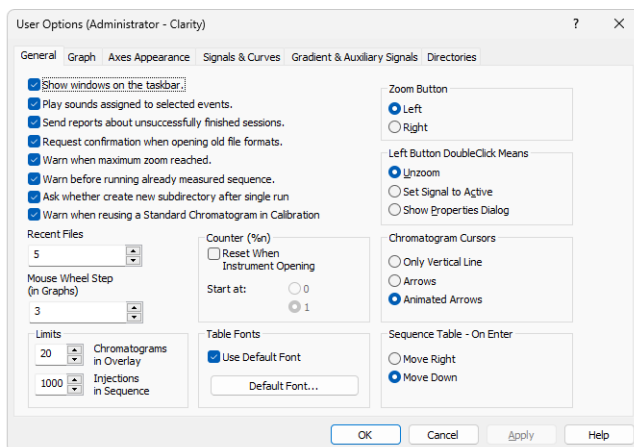 User Options (Administrator - Clarity)
?
General
Graph
Axes Appearance
Signals & Curves
Gradient & Auxiliary Signals
Directories
Show windows on the taskbar.
Play sounds assigned to selected events.
Send reports about unsuccessfully finished sessions.
Request confirmation when opening old file formats.
Warn when maximum zoom reached.
Warn before running already measured sequence.
Ask whether create new subdirectory after single run
Warn when reusing a Standard Chromatogram in Calibration
Zoom Button
Left
Right
Left Button DoubleClick Means
Unzoom
Set Signal to Active
Show Properties Dialog
Recent Files
5
Mouse Wheel Step
(in Graphs)
3
Counter (%n)
Reset When
Instrument Opening
Start at:
0
1
Chromatogram Cursors
Only Vertical Line
Arrows
Animated Arrows
Limits
20
Chromatograms
in Overlay
1000
Injections
in Sequence
Table Fonts
Use Default Font
Default Font...
Sequence Table - On Enter
Move Right
Move Down
OK
Cancel
Apply
Help